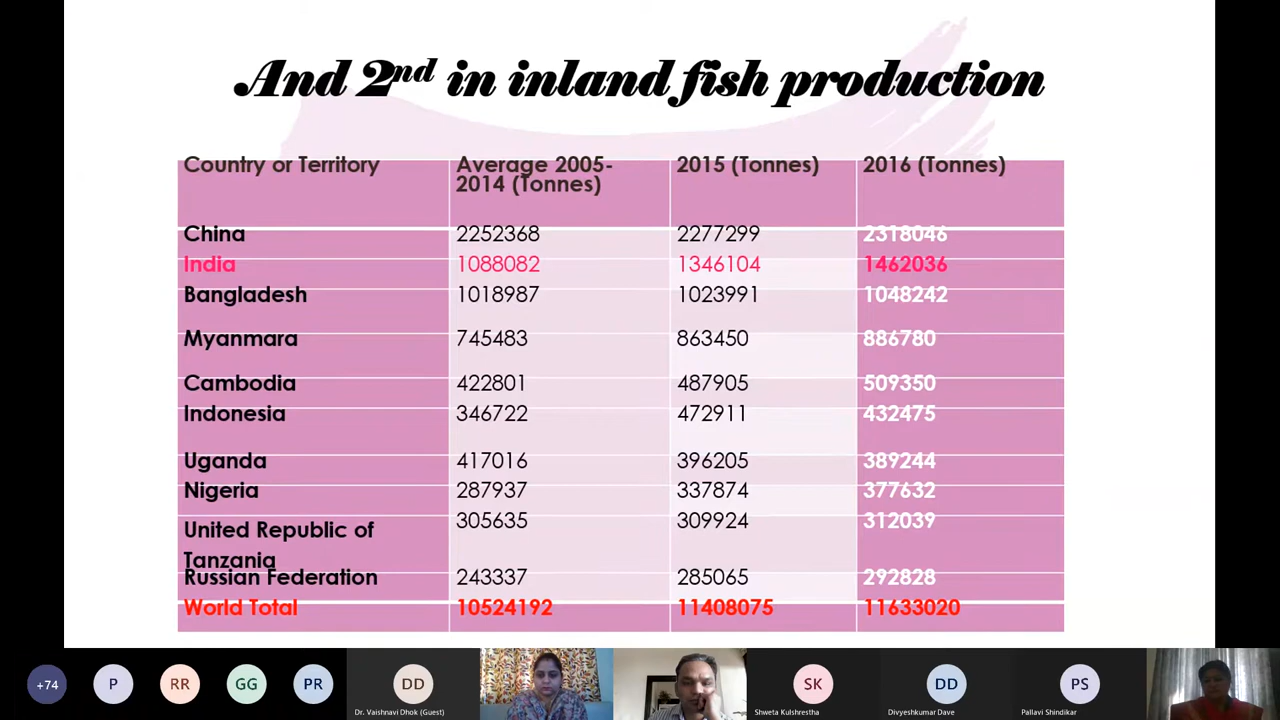 And 2nd in inland fish production
Country or Territory Average 2005- 2015 (Tonnes) 2016 (Tonnes)
2014 (Tonnes)
China 2252368 2277299 2318046
India 1088082 1346104 1462036
Bangladesh 1018987 1023991 1048242
Myanmara 745483 863450 886780
Cambodia 422801 487905 509350
Indonesia 346722 472911 432475
Uganda 417016 396205 389244
Nigeria 287937 337874 377632
United Republic of 305635 309924 312039
Tanzania
Russian Federation 243337 285065 292828
World Total 10524192 11408075 11633020
+74 P RR GG PR DD SK DD PS
Dr. Vaishnavi Dhok (Guest) Shweta Kulshrestha Divyeshkumar Dave Pallavi Shindikar